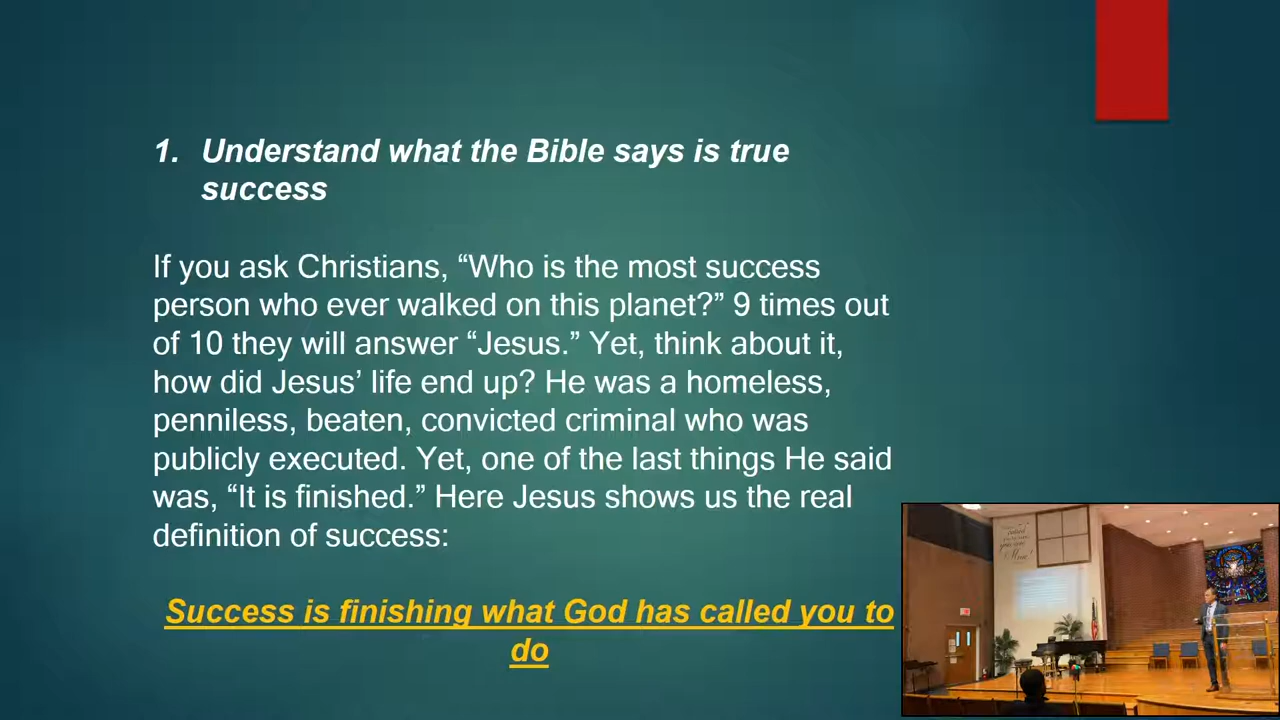 1. Understand what the Bible says is true
success
If you ask Christians, “Who is the most success
person who ever walked on this planet?” 9 times out
of 10 they will answer “Jesus.” Yet, think about it,
how did Jesus’ life end up? He was a homeless,
penniless, beaten, convicted criminal who was
publicly executed. Yet, one of the last things He said
was, “It is finished.” Here Jesus shows us the real
definition of success:
Success is finishing what God has called you to
do